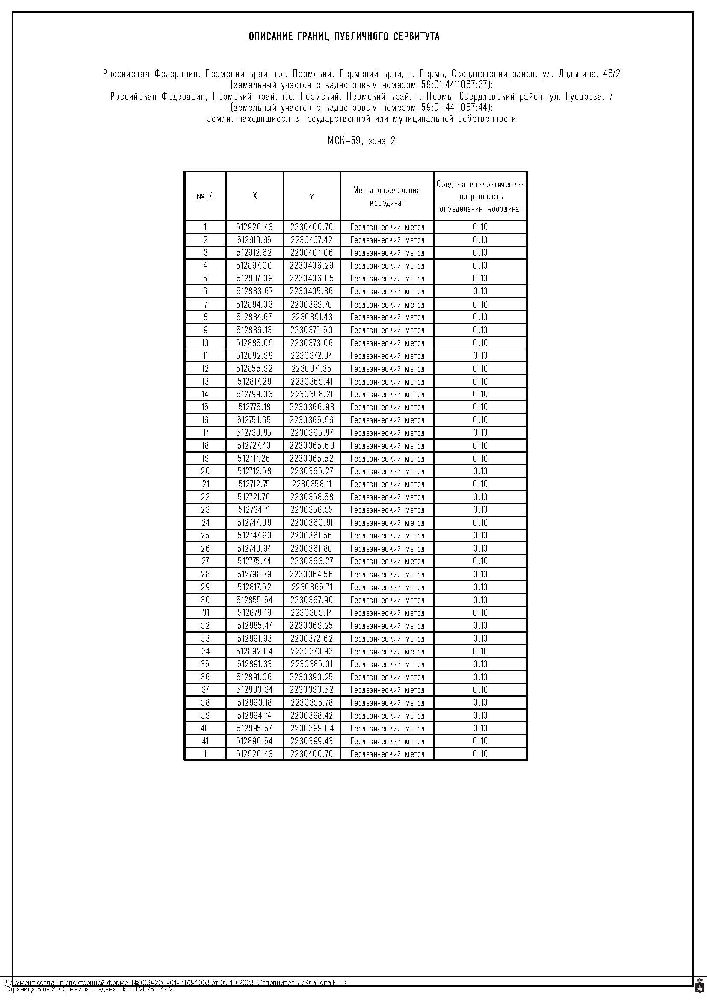 ОПИСАНИЕ ГРАНИЦ ПУБЛИЧНОГО СЕРВИТУТА
Российская Федерация, Пермский край, г.о. Пермский, Пермский край, г. Пермь, Свердловский район, ул. Лодыгина, 46/2
(земельный участок с кадастровым номером 59:01:4411067:37);
Российская Федерация, Пермский край, г.о. Пермский, Пермский край, г. Пермь, Свердловский район, ул. Гусарова, 7
(земельный участок с кадастровым номером 59:01:4411067:44);
земли, находящиеся в государственной или муниципальной собственности
МСК-59, зона 2
№ п/п X Y Метод определения координат Средняя квадратическая погрешность определения координат
1 512920.43 2230400.70 Геодезический метод 0.10
2 512919.95 2230407.42 Геодезический метод 0.10
3 512912.62 2230407.06 Геодезический метод 0.10
4 512897.00 2230406.29 Геодезический метод 0.10
5 512887.09 2230406.05 Геодезический метод 0.10
6 512883.67 2230405.86 Геодезический метод 0.10
7 512884.03 2230399.70 Геодезический метод 0.10
8 512884.67 2230391.43 Геодезический метод 0.10
9 512886.13 2230375.50 Геодезический метод 0.10
10 512885.09 2230373.06 Геодезический метод 0.10
11 512882.98 2230372.94 Геодезический метод 0.10
12 512855.92 2230371.35 Геодезический метод 0.10
13 512817.28 2230369.41 Геодезический метод 0.10
14 512799.03 2230368.21 Геодезический метод 0.10
15 512775.18 2230366.98 Геодезический метод 0.10
16 512751.65 2230365.96 Геодезический метод 0.10
17 512739.85 2230365.87 Геодезический метод 0.10
18 512727.40 2230365.69 Геодезический метод 0.10
19 512717.26 2230365.52 Геодезический метод 0.10
20 512712.58 2230365.27 Геодезический метод 0.10
21 512712.75 2230358.11 Геодезический метод 0.10
22 512721.70 2230358.58 Геодезический метод 0.10
23 512734.71 2230358.95 Геодезический метод 0.10
24 512747.08 2230360.81 Геодезический метод 0.10
25 512747.93 2230361.56 Геодезический метод 0.10
26 512748.94 2230361.80 Геодезический метод 0.10
27 512775.44 2230363.27 Геодезический метод 0.10
28 512798.79 2230364.56 Геодезический метод 0.10
29 512817.52 2230365.71 Геодезический метод 0.10
30 512855.54 2230367.90 Геодезический метод 0.10
31 512878.19 2230369.14 Геодезический метод 0.10
32 512885.47 2230369.25 Геодезический метод 0.10
33 512891.93 2230372.62 Геодезический метод 0.10
34 512892.04 2230373.93 Геодезический метод 0.10
35 512891.33 2230385.01 Геодезический метод 0.10
36 512891.06 2230390.25 Геодезический метод 0.10
37 512893.34 2230390.52 Геодезический метод 0.10
38 512893.18 2230395.78 Геодезический метод 0.10
39 512894.74 2230398.42 Геодезический метод 0.10
40 512895.57 2230399.04 Геодезический метод 0.10
41 512896.54 2230399.43 Геодезический метод 0.10
1 512920.43 2230400.70 Геодезический метод 0.10
Документ создан в электронной форме. № 059-22/1-01-21/3-1063 от 05.10.2023. Исполнитель: Жданова Ю.В.
Страница 3 из 3. Страница создана: 05.10.2023 13:42